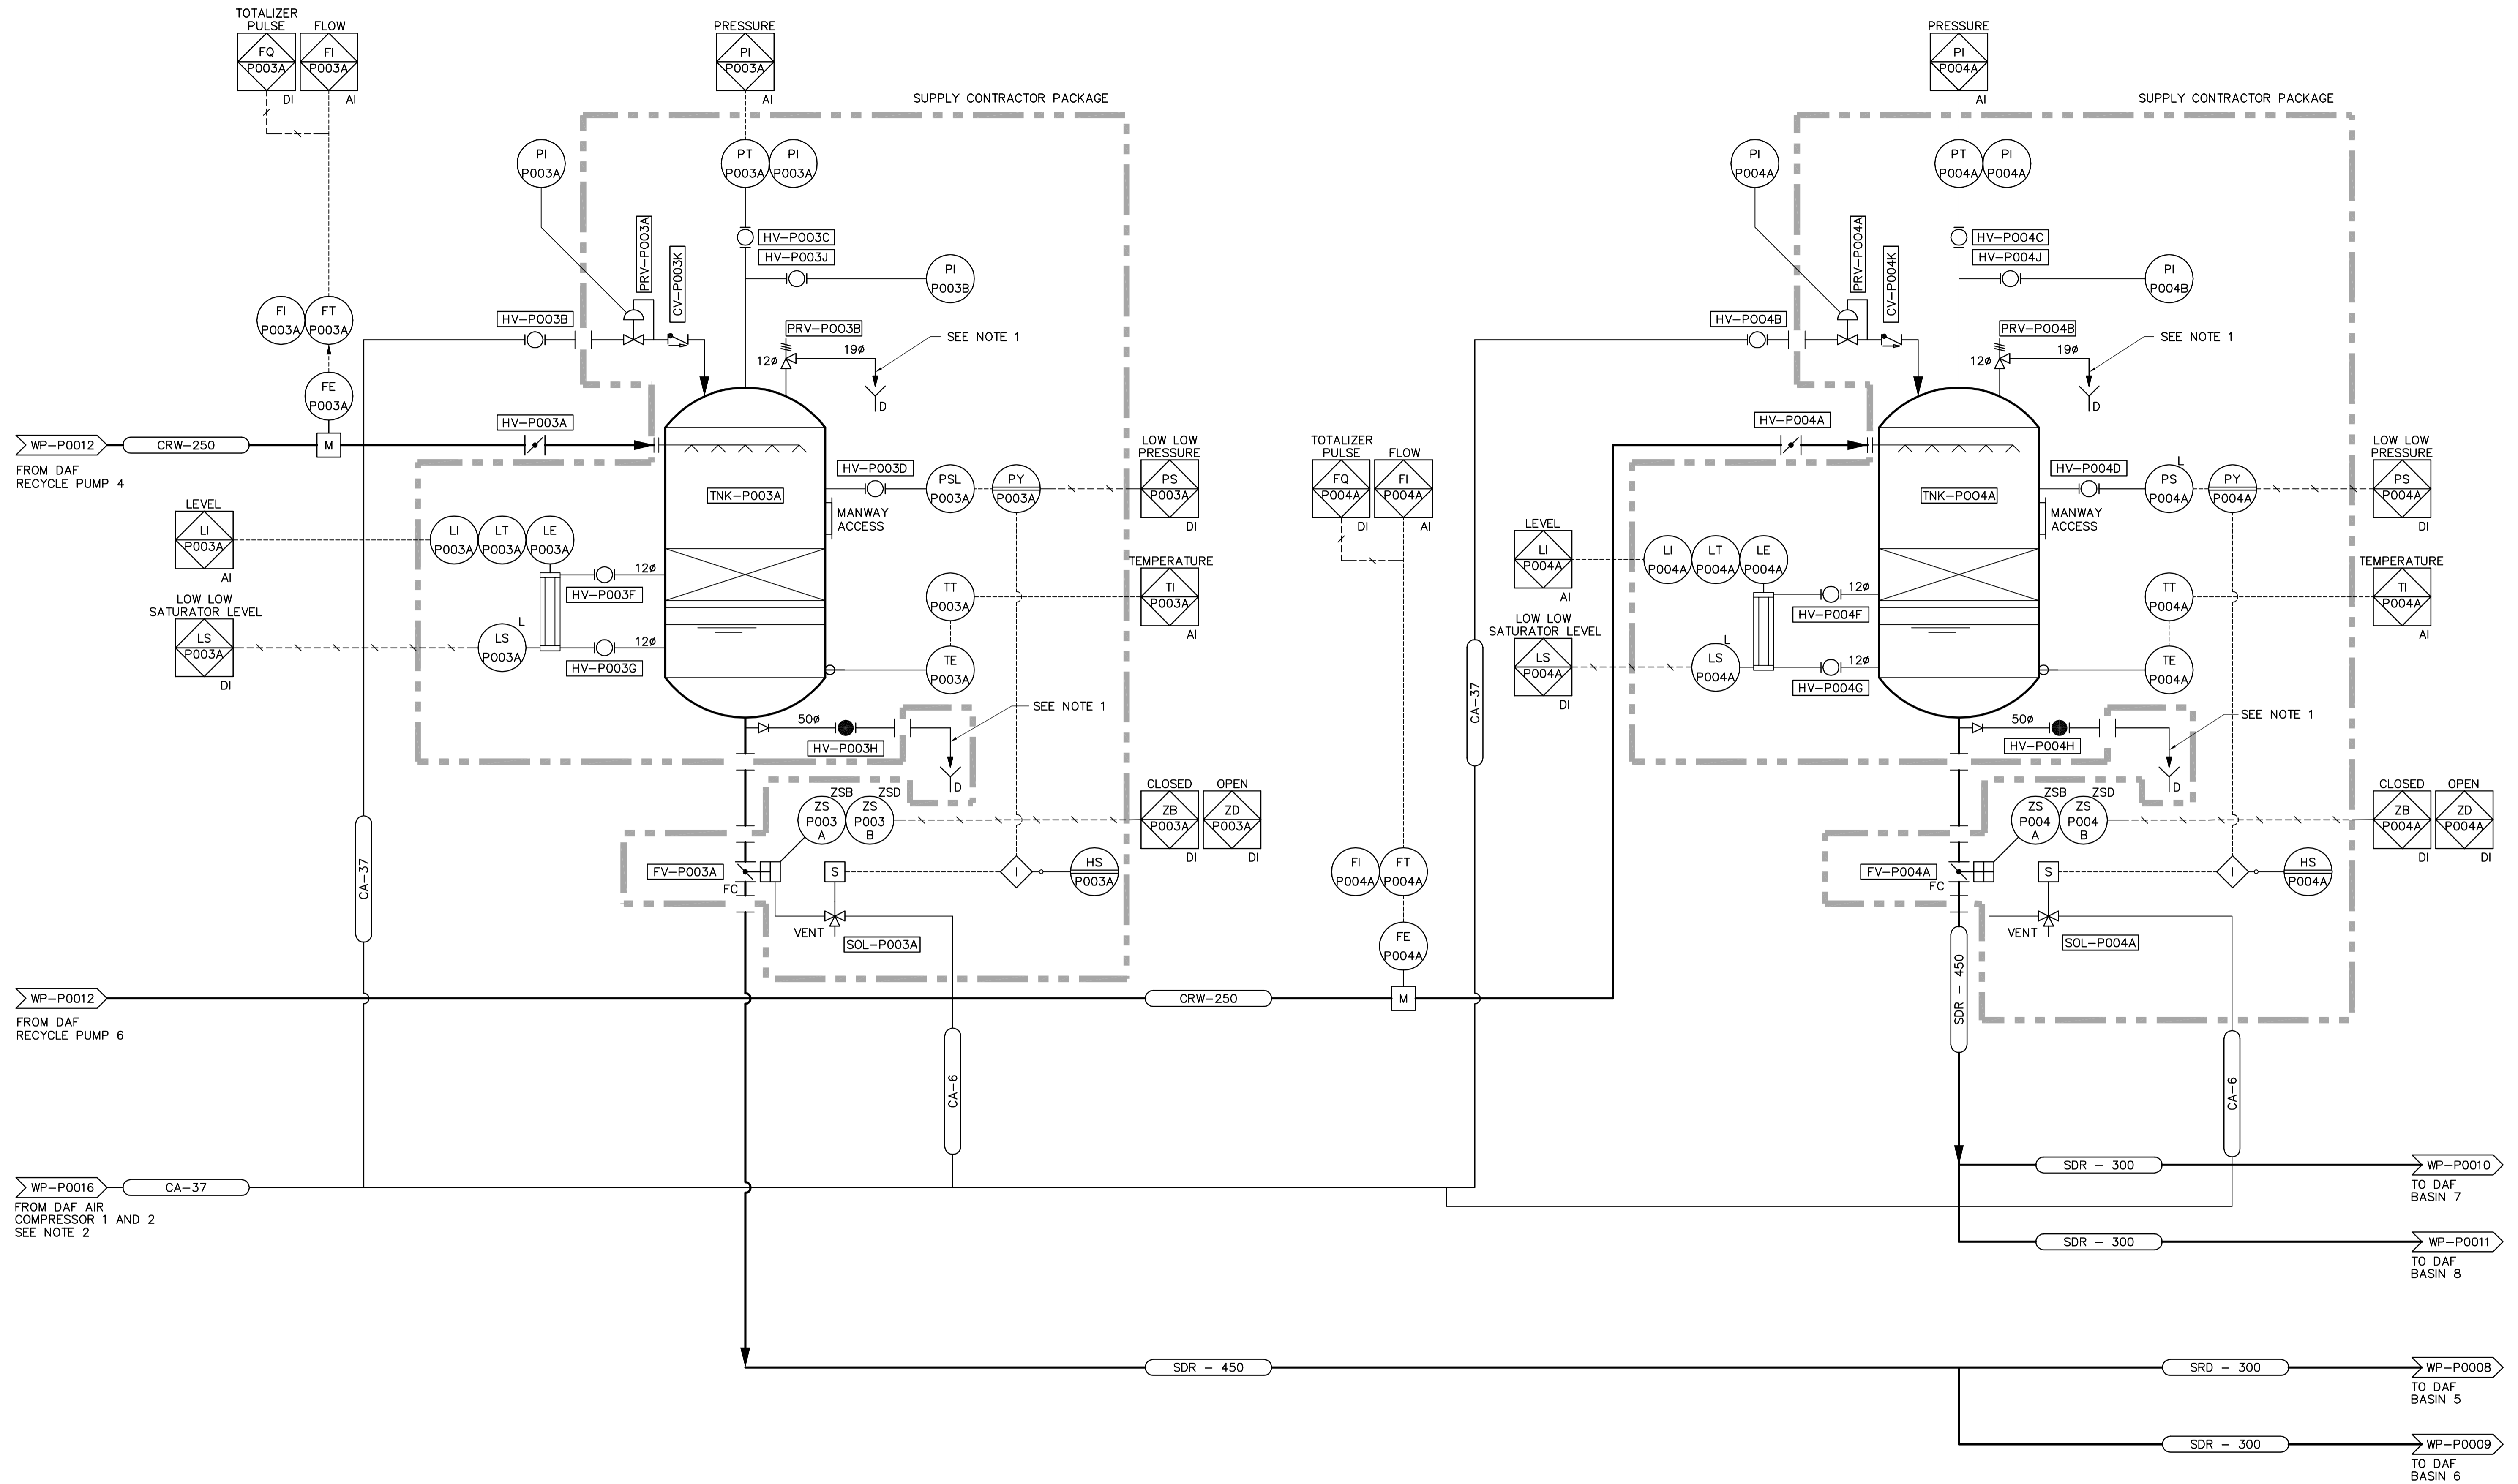 TOTALIZER
PULSE
FLOW
FQ
P003A
DI
FI
P003A
AI
PRESSURE
PI
P003A
AI
SUPPLY CONTRACTOR PACKAGE
PI
P003A
PT
P003A
PI
P003A
PRV-P003A
CV-P003K
HV-P003C
HV-P003J
PI
P003B
FI
P003A
FT
P003A
HV-P003B
PRV-P003B
12ø
19ø
SEE NOTE 1
D
FE
P003A
HV-P003A
WP-P0012
CRW-250
M
FROM DAF
RECYCLE PUMP 4
LOW LOW
PRESSURE
PS
P003A
DI
HV-P003D
PSL
P003A
PY
P003A
TNK-P003A
MANWAY
ACCESS
LEVEL
LI
P003A
AI
LI
P003A
LT
P003A
LE
P003A
12ø
HV-P003F
LOW LOW
SATURATOR LEVEL
LS
P003A
DI
L
LS
P003A
12ø
HV-P003G
TEMPERATURE
TI
P003A
AI
TT
P003A
TE
P003A
SEE NOTE 1
50ø
HV-P003H
D
CLOSED
OPEN
ZSB
ZSD
ZS
P003
A
ZS
P003
B
ZB
P003A
DI
ZD
P003A
DI
FV-P003A
FC
S
I
HS
P003A
VENT
SOL-P003A
CA-37
WP-P0012
CRW-250
M
FROM DAF
RECYCLE PUMP 6
CA-6
WP-P0016
CA-37
FROM DAF AIR
COMPRESSOR 1 AND 2
SEE NOTE 2
PRESSURE
PI
P004A
AI
SUPPLY CONTRACTOR PACKAGE
PI
P004A
PT
P004A
PI
P004A
PRV-P004A
CV-P004K
HV-P004C
HV-P004J
PI
P004B
HV-P004B
PRV-P004B
12ø
19ø
SEE NOTE 1
D
HV-P004A
TOTALIZER
PULSE
FLOW
FQ
P004A
DI
FI
P004A
AI
LOW LOW
PRESSURE
PS
P004A
DI
HV-P004D
L
PS
P004A
PY
P004A
TNK-P004A
MANWAY
ACCESS
LEVEL
LI
P004A
AI
LI
P004A
LT
P004A
LE
P004A
12ø
HV-P004F
LOW LOW
SATURATOR LEVEL
LS
P004A
DI
L
LS
P004A
12ø
HV-P004G
TEMPERATURE
TI
P004A
AI
TT
P004A
TE
P004A
CA-37
SEE NOTE 1
50ø
HV-P004H
D
CLOSED
OPEN
ZSB
ZSD
ZS
P004
A
ZS
P004
B
ZB
P004A
DI
ZD
P004A
DI
FI
P004A
FT
P004A
FE
P004A
FV-P004A
FC
S
I
HS
P004A
VENT
SOL-P004A
SDR - 450
CA-6
SDR - 300
WP-P0010
TO DAF
BASIN 7
SDR - 300
WP-P0011
TO DAF
BASIN 8
SDR - 450
SRD - 300
WP-P0008
TO DAF
BASIN 5
SDR - 300
WP-P0009
TO DAF
BASIN 6